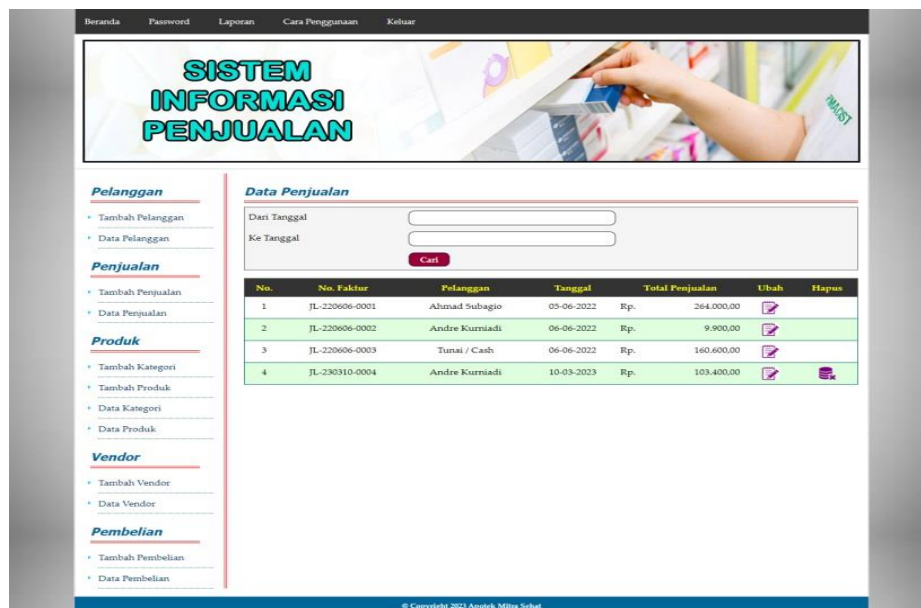 Beranda Password Laporan Cara Penggunaan Keluar
SISTEM
INFORMASI
PENJUALAN
Pelanggan
Tambah Pelanggan
Data Pelanggan
Penjualan
Tambah Penjualan
Data Penjualan
Produk
Tambah Kategori
Tambah Produk
Data Kategori
Data Produk
Vendor
Tambah Vendor
Data Vendor
Pembelian
Tambah Pembelian
Data Pembelian
Data Penjualan
Dari Tanggal
Ke Tanggal
Cari
No. No. Faktur Pelanggan Tanggal Total Penjualan Ubah Hapus
1 JL-220606-0001 Ahmad Subagio 05-06-2022 Rp. 264.000,00
2 JL-220606-0002 Andre Kurniadi 06-06-2022 Rp. 9.900,00
3 JL-220606-0003 Tunai / Cash 06-06-2022 Rp. 160.600,00
4 JL-230310-0004 Andre Kurniadi 10-03-2023 Rp. 103.400,00
© Copyright 2023 Apotek Mitra Sehat